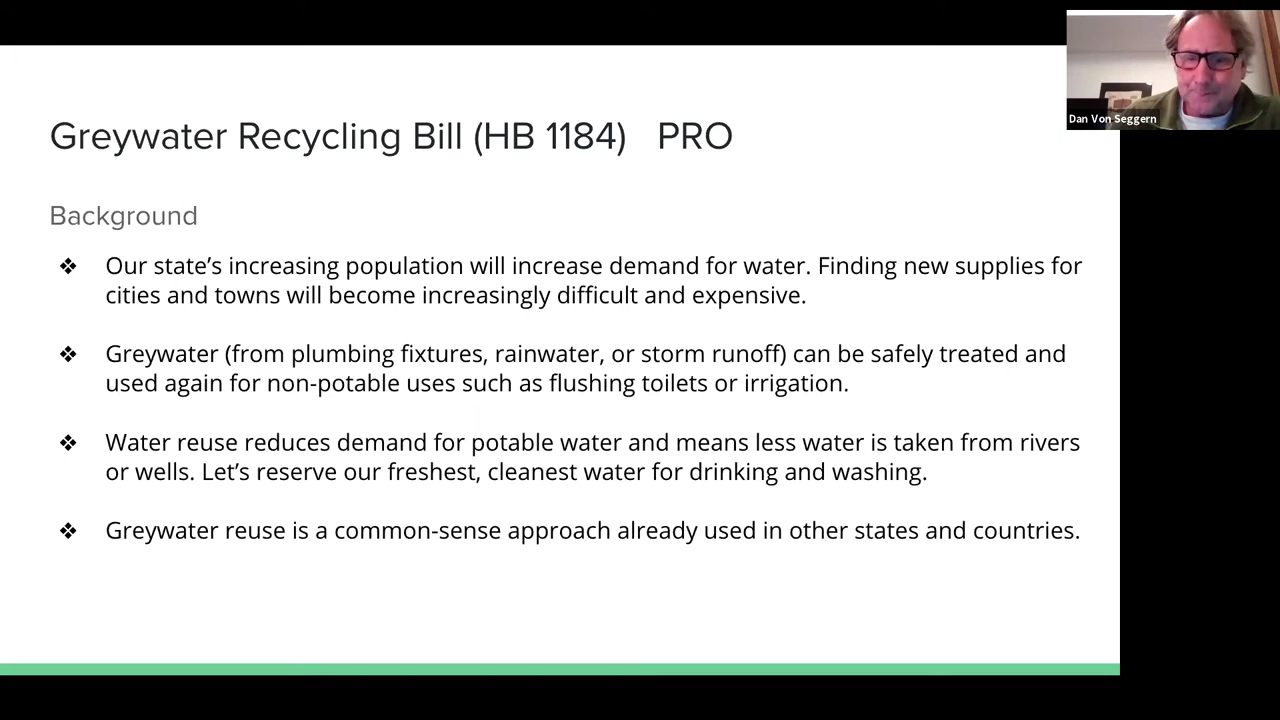 Greywater Recycling Bill (HB 1184) PRO
Dan Von Seggern
Background
❖ Our state’s increasing population will increase demand for water. Finding new supplies for
cities and towns will become increasingly difficult and expensive.
❖ Greywater (from plumbing fixtures, rainwater, or storm runoff) can be safely treated and
used again for non-potable uses such as flushing toilets or irrigation.
❖ Water reuse reduces demand for potable water and means less water is taken from rivers
or wells. Let’s reserve our freshest, cleanest water for drinking and washing.
❖ Greywater reuse is a common-sense approach already used in other states and countries.